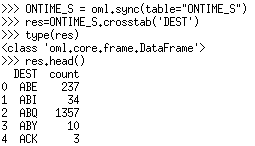 >>> ONTIME_S = oml.sync(table="ONTIME_S")
>>> res=ONTIME_S.crosstab('DEST')
>>> type(res)
<class 'oml.core.frame.DataFrame'>
>>> res.head()
  DEST  count
0  ABE    237
1  ABI     34
2  ABQ   1357
3  ABY     10
4  ACK      3